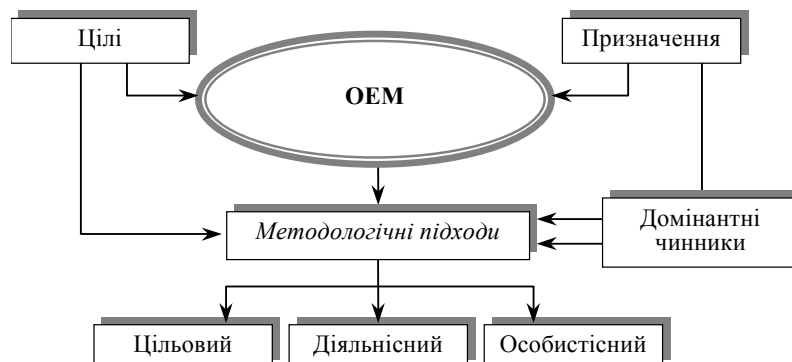 Цілі
Призначення
ОЕМ
Методологічні підходи
Домінантні
чинники
Цільовий
Діяльнісний
Особистісний